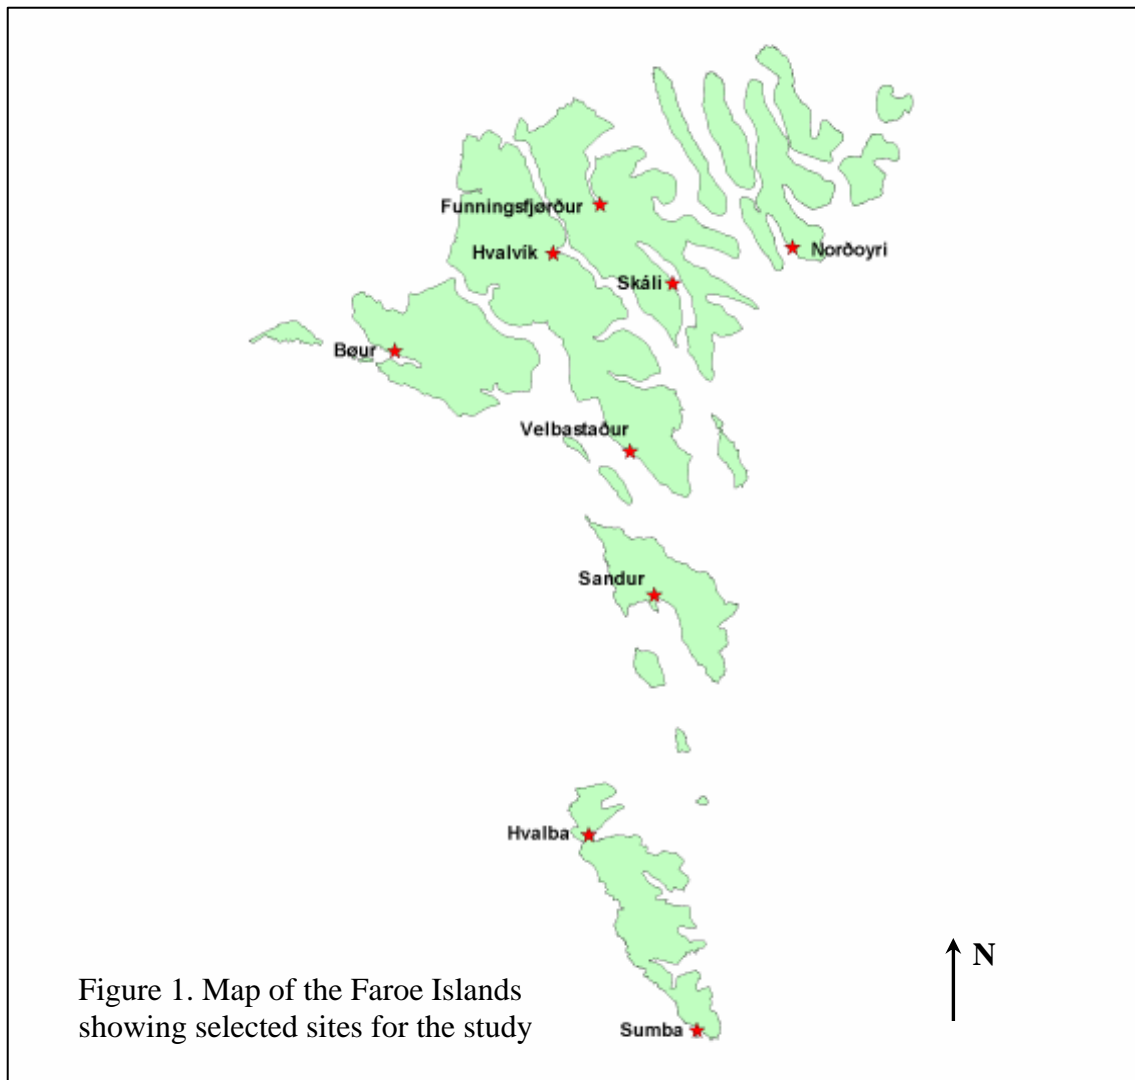 Funningsfjørður
Hvalvík
Norðoyri
Skáli
Bøur
Velbastaður
Sandur
Hvalba
N
Figure 1. Map of the Faroe Islands
showing selected sites for the study
Sumba